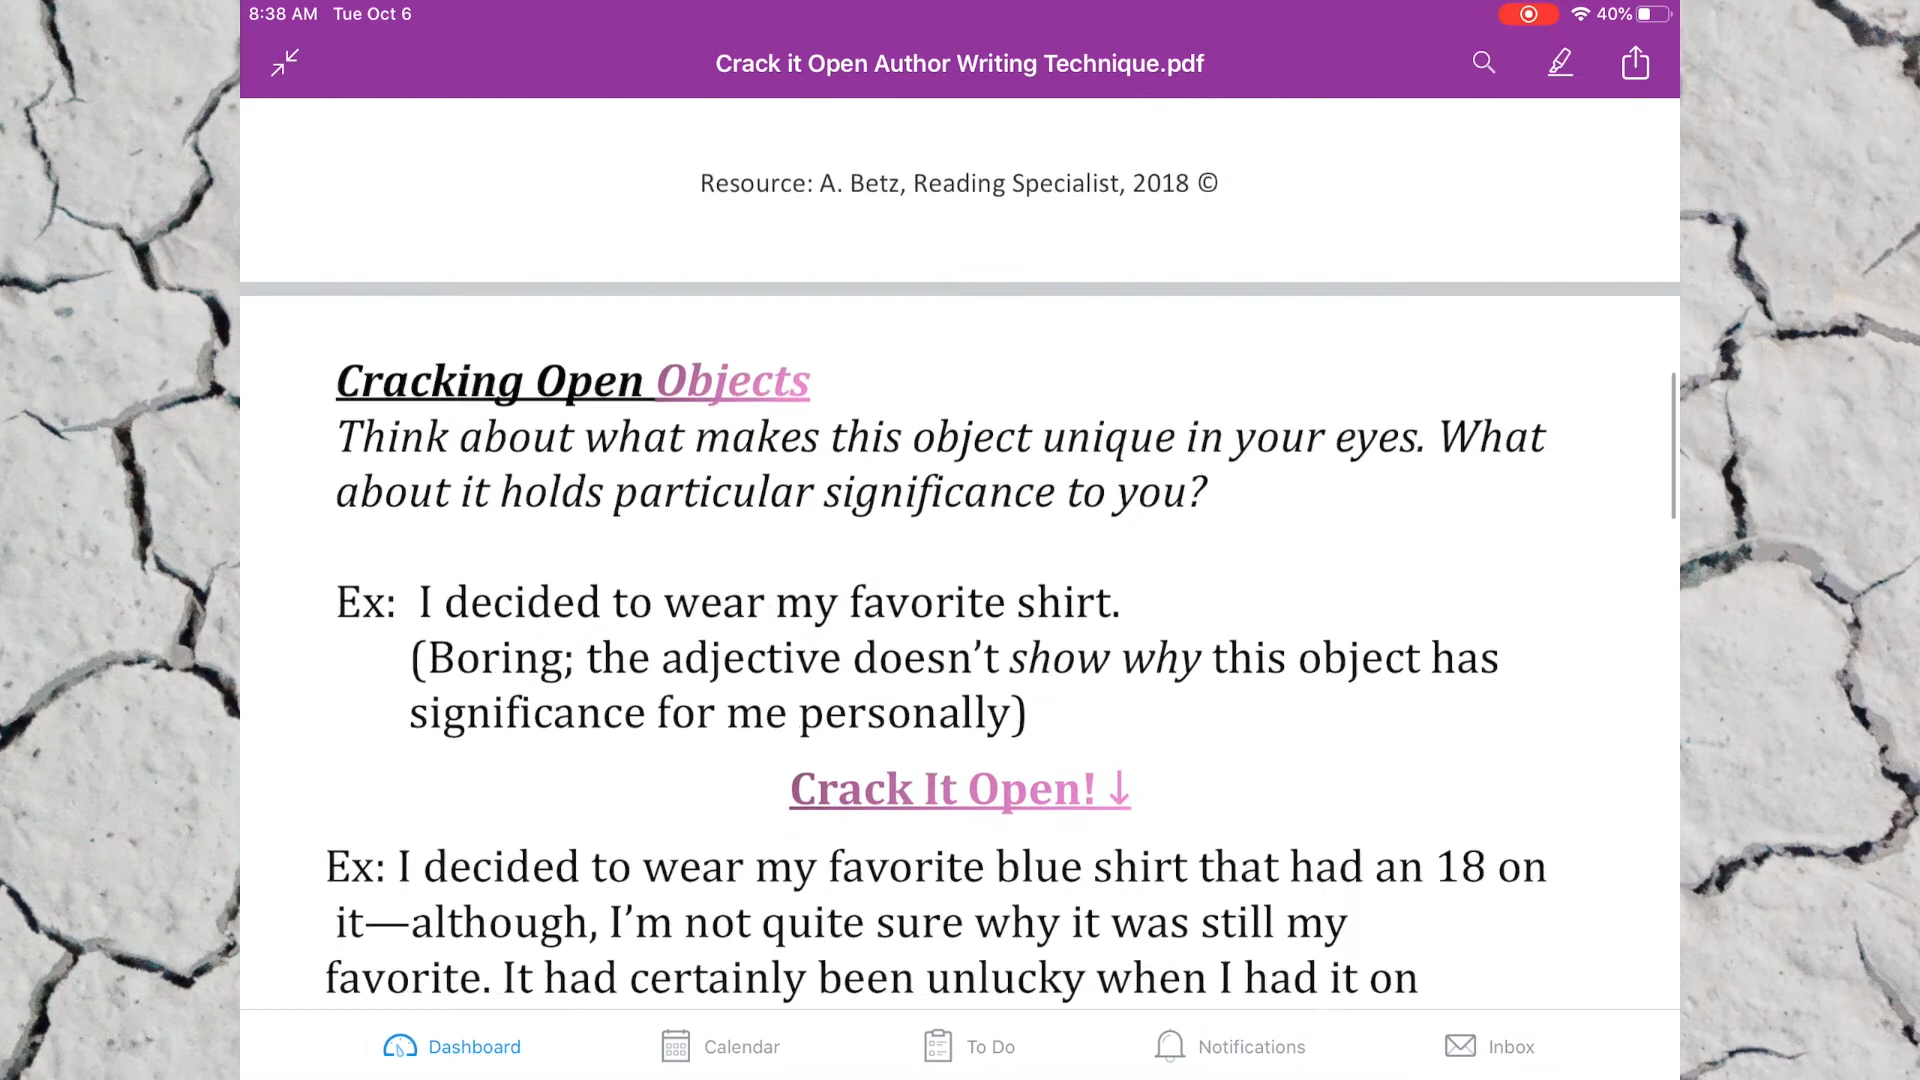 8:38 AM Tue Oct 6
40%
Crack it Open Author Writing Technique.pdf
Resource: A. Betz, Reading Specialist, 2018 ©
Cracking Open Objects
Think about what makes this object unique in your eyes. What
about it holds particular significance to you?
Ex: I decided to wear my favorite shirt.
(Boring; the adjective doesn’t show why this object has
significance for me personally)
Crack It Open! ↓
Ex: I decided to wear my favorite blue shirt that had an 18 on
it—although, I’m not quite sure why it was still my
favorite. It had certainly been unlucky when I had it on
Dashboard
Calendar
To Do
Notifications
Inbox